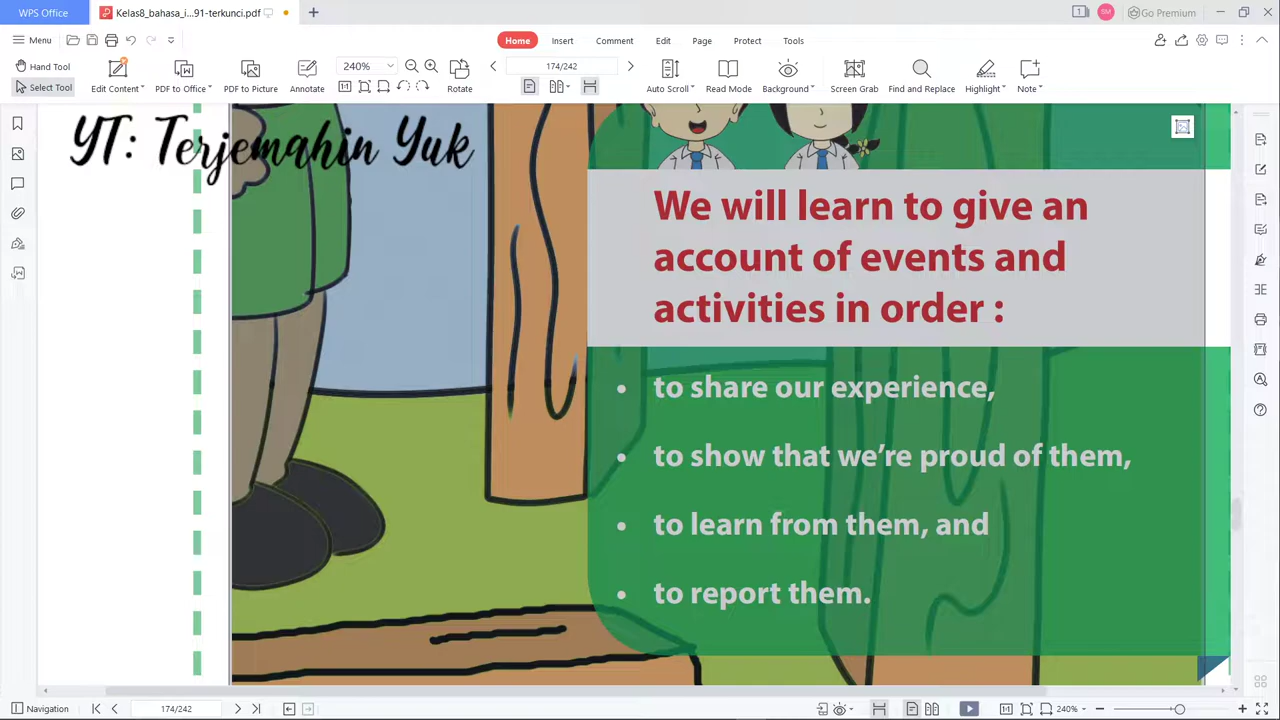 WPS Office
Kelas8_bahasa_i...91-terkunci.pdf
1
SM
Go Premium
Menu
Home
Insert
Comment
Edit
Page
Protect
Tools
Hand Tool
Select Tool
Edit Content
PDF to Office
PDF to Picture
Annotate
240%
Rotate
174/242
Auto Scroll
Read Mode
Background
Screen Grab
Find and Replace
Highlight
Note
YT: Terjemahin Yuk
We will learn to give an
account of events and
activities in order :
• to share our experience,
• to show that we’re proud of them,
• to learn from them, and
• to report them.
Navigation
174/242
240%